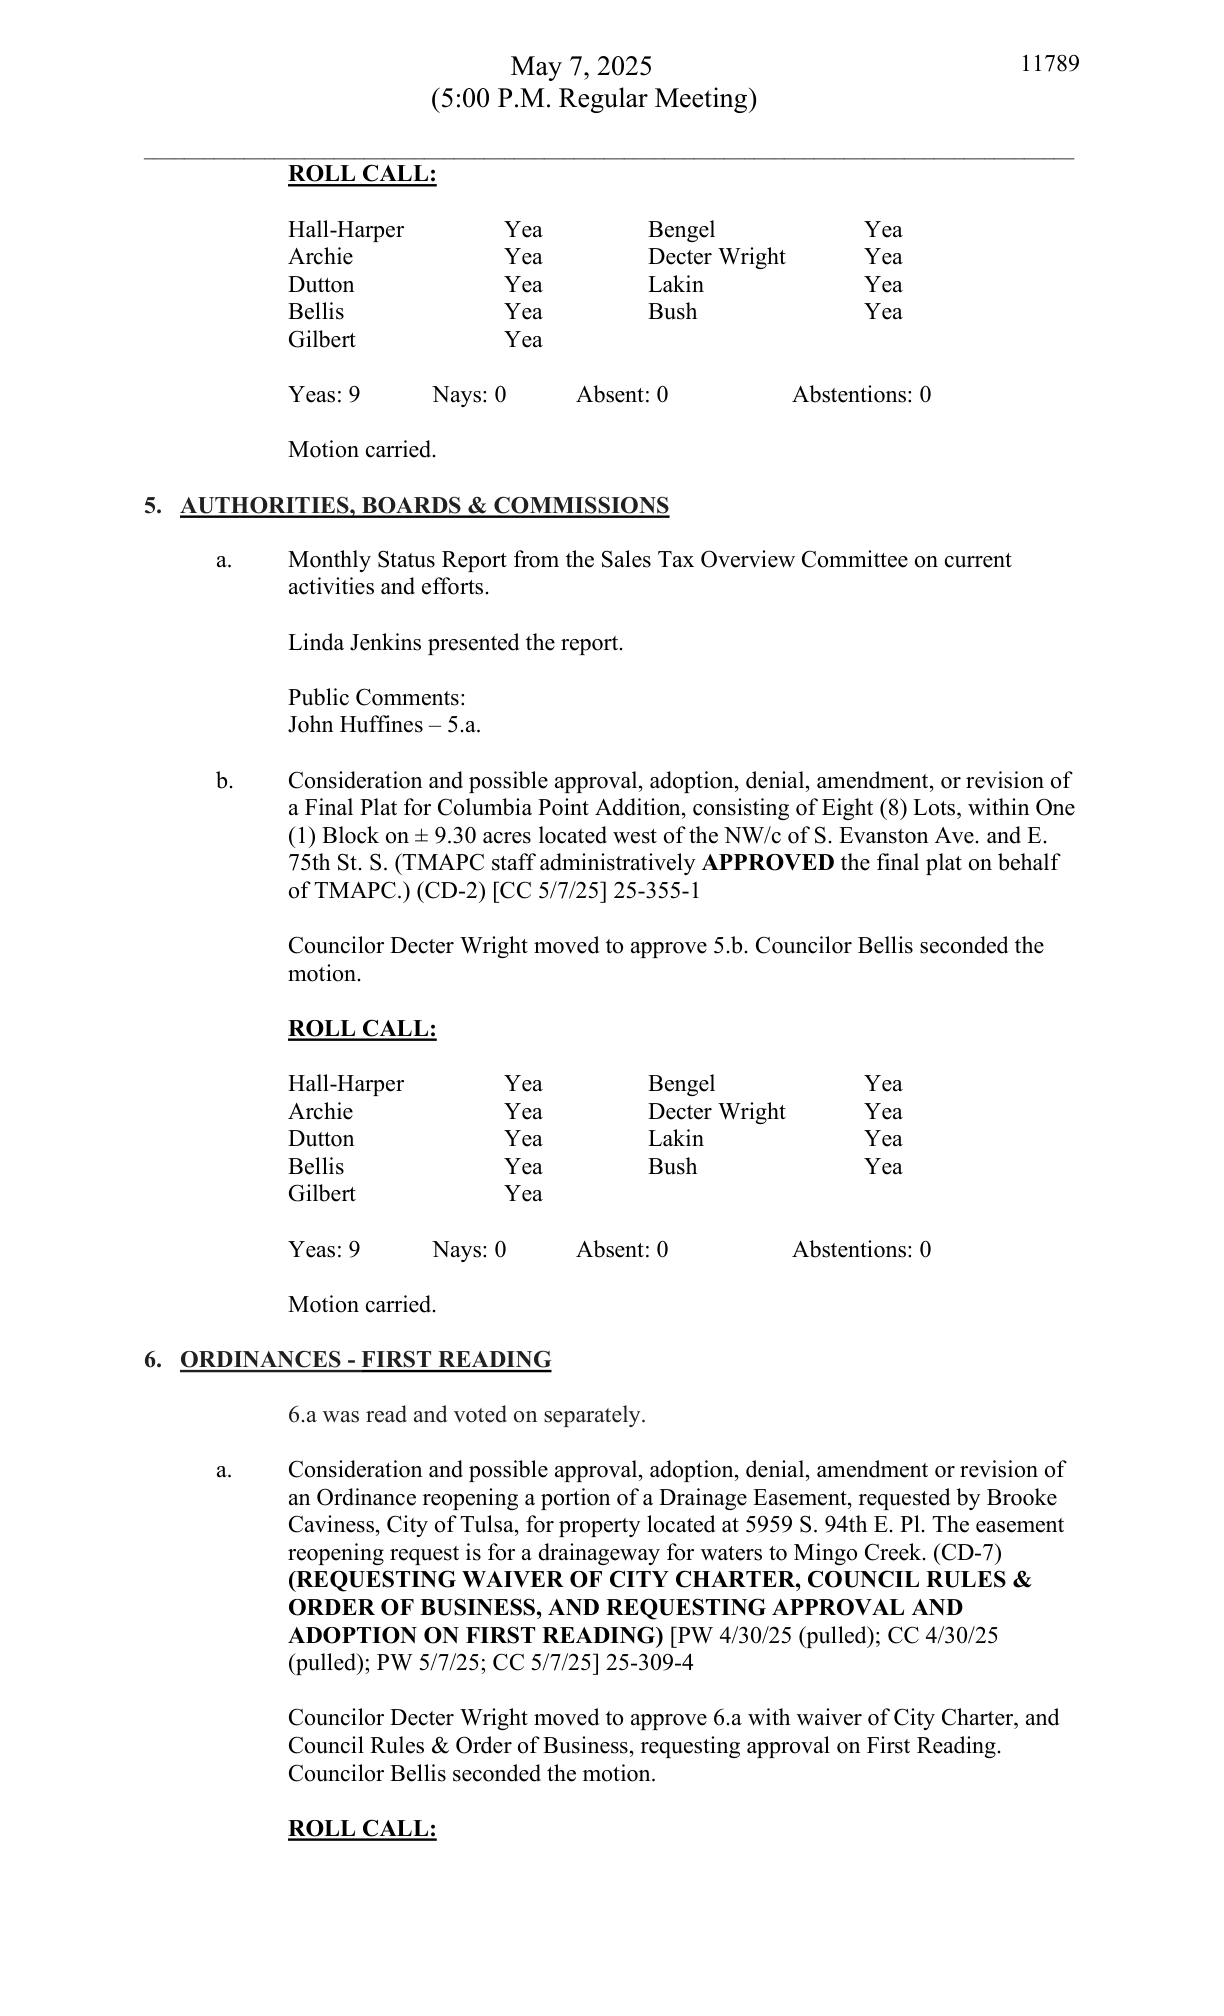 May 7, 2025 11789
(5:00 P.M. Regular Meeting)
ROLL CALL:
Hall-Harper Yea Bengel Yea
Archie Yea Decter Wright Yea
Dutton Yea Lakin Yea
Bellis Yea Bush Yea
Gilbert Yea
Yeas: 9 Nays: 0 Absent: 0 Abstentions: 0
Motion carried.
5. AUTHORITIES, BOARDS & COMMISSIONS
a. Monthly Status Report from the Sales Tax Overview Committee on current
activities and efforts.
Linda Jenkins presented the report.
Public Comments:
John Huffines – 5.a.
b. Consideration and possible approval, adoption, denial, amendment, or revision of
a Final Plat for Columbia Point Addition, consisting of Eight (8) Lots, within One
(1) Block on ± 9.30 acres located west of the NW/c of S. Evanston Ave. and E.
75th St. S. (TMAPC staff administratively APPROVED the final plat on behalf
of TMAPC.) (CD-2) [CC 5/7/25] 25-355-1
Councilor Decter Wright moved to approve 5.b. Councilor Bellis seconded the
motion.
ROLL CALL:
Hall-Harper Yea Bengel Yea
Archie Yea Decter Wright Yea
Dutton Yea Lakin Yea
Bellis Yea Bush Yea
Gilbert Yea
Yeas: 9 Nays: 0 Absent: 0 Abstentions: 0
Motion carried.
6. ORDINANCES - FIRST READING
6.a was read and voted on separately.
a. Consideration and possible approval, adoption, denial, amendment or revision of
an Ordinance reopening a portion of a Drainage Easement, requested by Brooke
Caviness, City of Tulsa, for property located at 5959 S. 94th E. Pl. The easement
reopening request is for a drainageway for waters to Mingo Creek. (CD-7)
(REQUESTING WAIVER OF CITY CHARTER, COUNCIL RULES &
ORDER OF BUSINESS, AND REQUESTING APPROVAL AND
ADOPTION ON FIRST READING) [PW 4/30/25 (pulled); CC 4/30/25
(pulled); PW 5/7/25; CC 5/7/25] 25-309-4
Councilor Decter Wright moved to approve 6.a with waiver of City Charter, and
Council Rules & Order of Business, requesting approval on First Reading.
Councilor Bellis seconded the motion.
ROLL CALL: